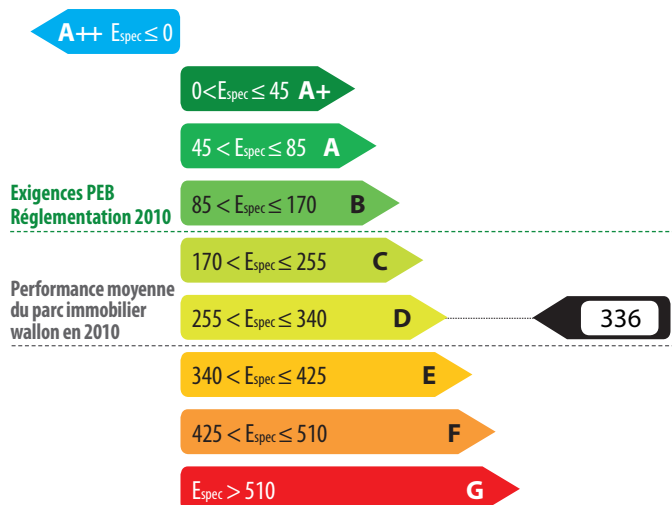 A++ Espec ≤ 0
0<Espec ≤ 45 A+
45 < Espec ≤ 85 A
Exigences PEB
Réglementation 2010
85 < Espec ≤ 170 B
170 < Espec ≤ 255 C
Performance moyenne
du parc immobilier
wallon en 2010
255 < Espec ≤ 340 D
336
340 < Espec ≤ 425 E
425 < Espec ≤ 510 F
Espec > 510 G